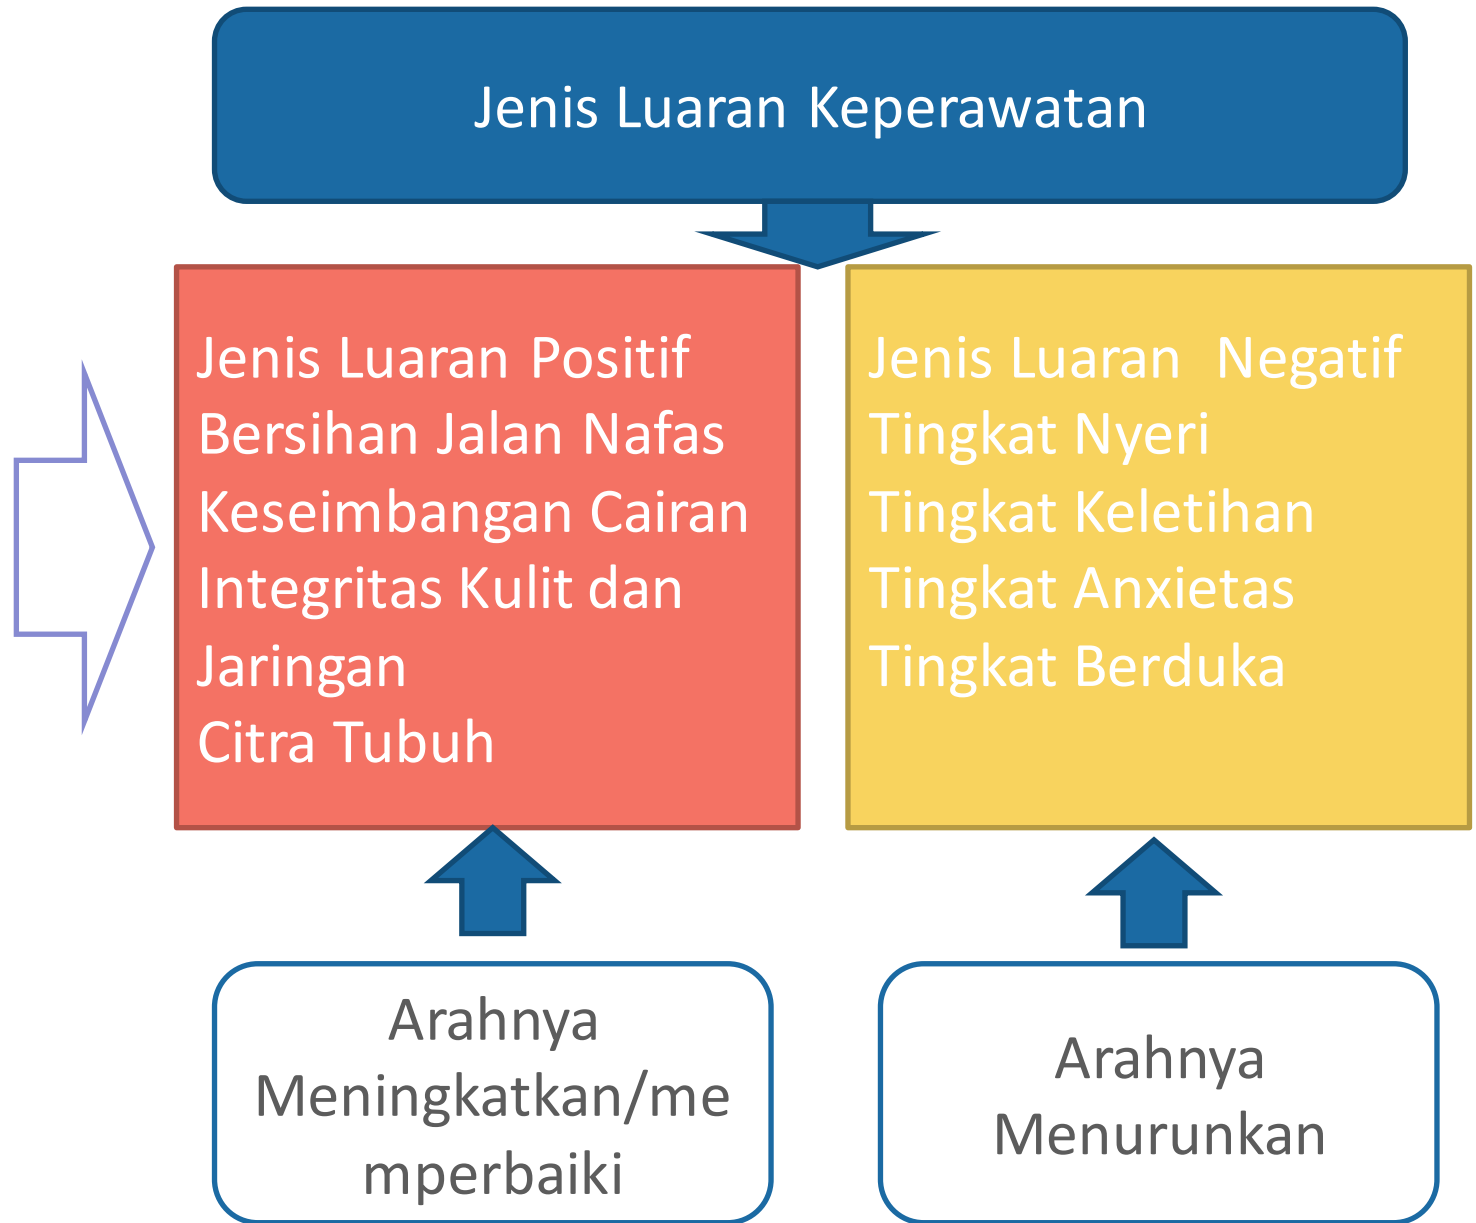 Jenis Luaran Keperawatan
Jenis Luaran Positif
Bersihan Jalan Nafas
Keseimbangan Cairan
Integritas Kulit dan
Jaringan
Citra Tubuh
Jenis Luaran  Negatif
Tingkat Nyeri
Tingkat Keletihan
Tingkat Anxietas
Tingkat Berduka
Arahnya
Meningkatkan/me
mperbaiki
Arahnya
Menurunkan